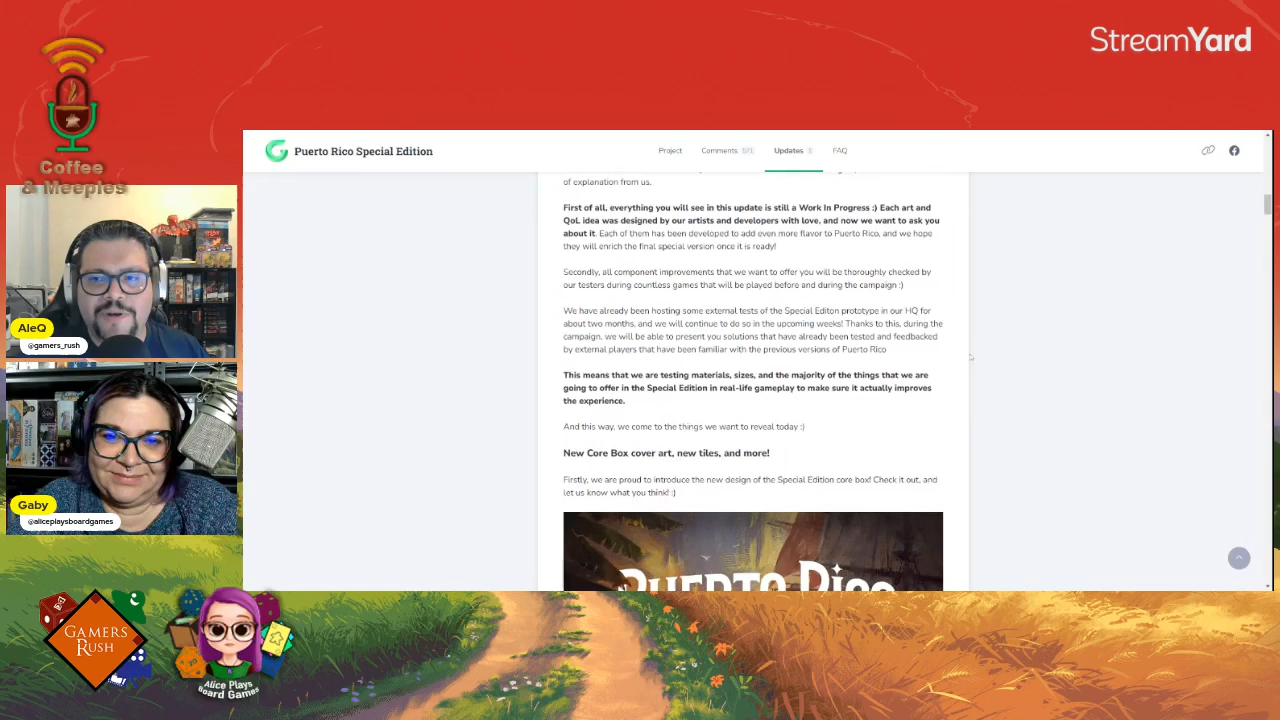 StreamYard
Coffee
& Meeples
AleQ
@gamers_rush
Gaby
@aliceplaysboardgames
GAMERS
RUSH
Alice Plays
Board Games
Puerto Rico Special Edition
Project
Comments 571
Updates
FAQ
of explanation from us.
First of all, everything you will see in this update is still a Work In Progress :) Each art and
QoL idea was designed by our artists and developers with love, and now we want to ask you
about it. Each of them has been developed to add even more flavor to Puerto Rico, and we hope
they will enrich the final special version once it is ready!
Secondly, all component improvements that we want to offer you will be thoroughly checked by
our testers during countless games that will be played before and during the campaign :)
We have already been hosting some external tests of the Special Editon prototype in our HQ for
about two months, and we will continue to do so in the upcoming weeks! Thanks to this, during the
campaign, we will be able to present you solutions that have already been tested and feedbacked
by external players that have been familiar with the previous versions of Puerto Rico
This means that we are testing materials, sizes, and the majority of the things that we are
going to offer in the Special Edition in real-life gameplay to make sure it actually improves
the experience.
And this way, we come to the things we want to reveal today :)
New Core Box cover art, new tiles, and more!
Firstly, we are proud to introduce the new design of the Special Edition core box! Check it out, and
let us know what you think! :)
PUERTO RICO